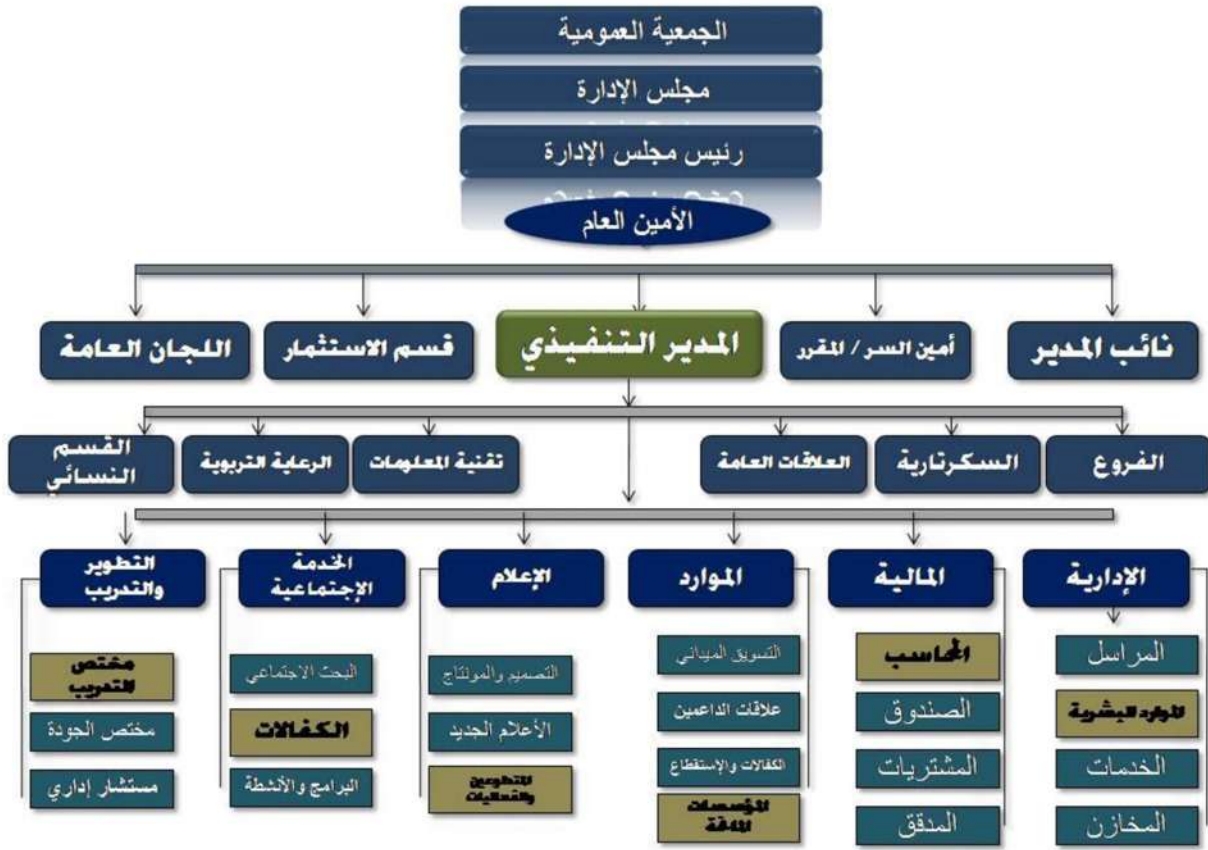 الجمعية العمومية
مجلس الإدارة
رئيس مجلس الإدارة
الأمين العام
نائب المدير
أمين السر / المقرر
المدير التنفيذي
قسم الاستثمار
اللجان العامة
الفروع
السكرتارية
العلاقات العامة
تقنية المعلومات
الرعاية التربوية
القسم
النسائي
الإدارية
المالية
الموارد
الإعلام
الخدمة
الإجتماعية
التطوير
والتدريب
المراسل
الموارد البشرية
الخدمات
المخازن
المحاسب
الصندوق
المشتريات
المدقق
التسويق الميداني
علاقات الداعمين
الكفالات والإستقطاع
المؤسسات
المانحة
التصميم والمونتاج
الأعلام الجديد
المتطوعين
والفعاليات
البحث الاجتماعي
الكفالات
البرامج والأنشطة
مختص
التدريب
مختص الجودة
مستشار إداري